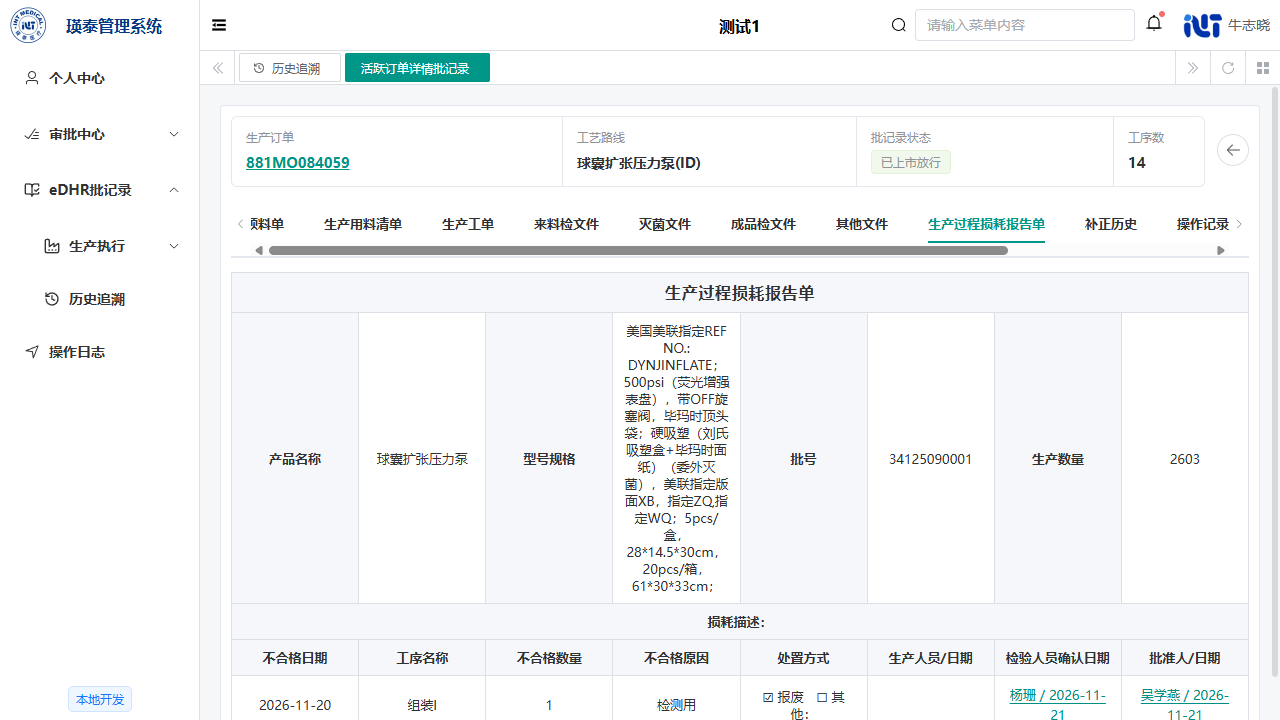 瑛泰管理系统
测试1
请输入菜单内容
牛志晓
个人中心
审批中心
eDHR批记录
生产执行
历史追溯
操作日志
本地开发
历史追溯
活跃订单详情批记录
生产订单
881MO084059
工艺路线
球囊扩张压力泵(ID)
批记录状态
已上市放行
工序数
14
料单
生产用料清单
生产工单
来料检文件
灭菌文件
成品检文件
其他文件
生产过程损耗报告单
补正历史
操作记录
生产过程损耗报告单
产品名称
球囊扩张压力泵
型号规格
美国美联指定REF
NO.:
DYNJINFLATE；
500psi（荧光增强
表盘），带OFF旋
塞阀，毕玛时顶头
袋；硬吸塑（刘氏
吸塑盒+毕玛时面
纸）（委外灭
菌），美联指定版
面XB，指定ZQ,指
定WQ；5pcs/
盒，
28*14.5*30cm，
20pcs/箱，
61*30*33cm；
批号
34125090001
生产数量
2603
损耗描述：
不合格日期
工序名称
不合格数量
不合格原因
处置方式
生产人员/日期
检验人员确认日期
批准人/日期
2026-11-20
组装I
1
检测用
☑ 报废 ☐ 其
他：
杨珊 / 2026-11-
21
吴学燕 / 2026-
11-21